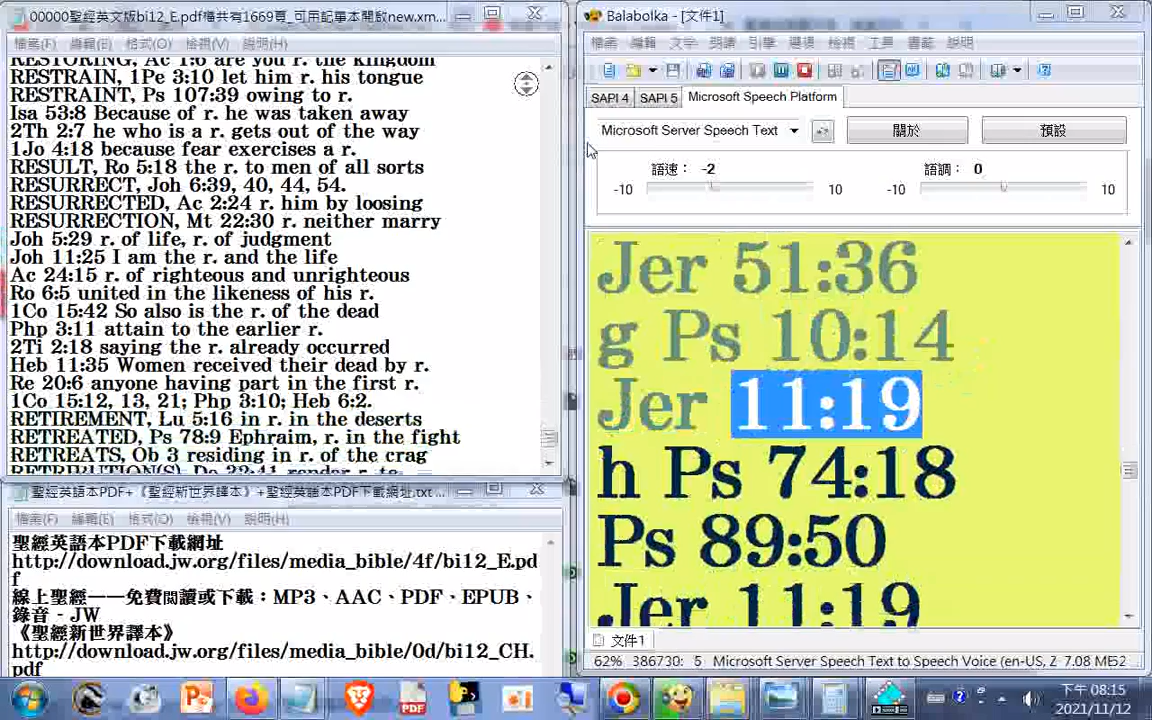 00000聖經英文版bi12_E.pdf檔共有1669頁_可用記事本開啟new.xm...
檔案(F) 編輯(E) 格式(O) 檢視(V) 說明(H)
RESTORING, Ac 1:6 are you r. the kingdom
RESTRAIN, 1Pe 3:10 let him r. his tongue
RESTRAINT, Ps 107:39 owing to r.
Isa 53:8 Because of r. he was taken away
2Th 2:7 he who is a r. gets out of the way
1Jo 4:18 because fear exercises a r.
RESULT, Ro 5:18 the r. to men of all sorts
RESURRECT, Joh 6:39, 40, 44, 54.
RESURRECTED, Ac 2:24 r. him by loosing
RESURRECTION, Mt 22:30 r. neither marry
Joh 5:29 r. of life, r. of judgment
Joh 11:25 I am the r. and the life
Ac 24:15 r. of righteous and unrighteous
Ro 6:5 united in the likeness of his r.
1Co 15:42 So also is the r. of the dead
Php 3:11 attain to the earlier r.
2Ti 2:18 saying the r. already occurred
Heb 11:35 Women received their dead by r.
Re 20:6 anyone having part in the first r.
1Co 15:12, 13, 21; Php 3:10; Heb 6:2.
RETIREMENT, Lu 5:16 in r. in the deserts
RETREATED, Ps 78:9 Ephraim, r. in the fight
RETREATS, Ob 3 residing in r. of the crag
RETRIBUTION(S), De 32:41 render r. to
聖經英語本PDF+《聖經新世界譯本》+聖經英語本PDF下載網址.txt ...
檔案(F) 編輯(E) 格式(O) 檢視(V) 說明(H)
聖經英語本PDF下載網址
http://download.jw.org/files/media_bible/4f/bi12_E.pd
f
線上聖經——免費閱讀或下載：MP3、AAC、PDF、EPUB、
錄音 - JW
《聖經新世界譯本》
http://download.jw.org/files/media_bible/0d/bi12_CH.
pdf
Balabolka - [文件1]
檔案 編輯 文字 朗讀 引擎 選項 檢視 工具 書籤 說明
SAPI 4 SAPI 5 Microsoft Speech Platform
Microsoft Server Speech Text 關於 預設
語速： -2 語調： 0
-10 10 -10 10
Jer 51:36
g Ps 10:14
Jer 11:19
h Ps 74:18
Ps 89:50
Jer 11:19
文件1
62% 386730: 5 Microsoft Server Speech Text to Speech Voice (en-US, Z 7.08 ME52
下午 08:15
2021/11/12